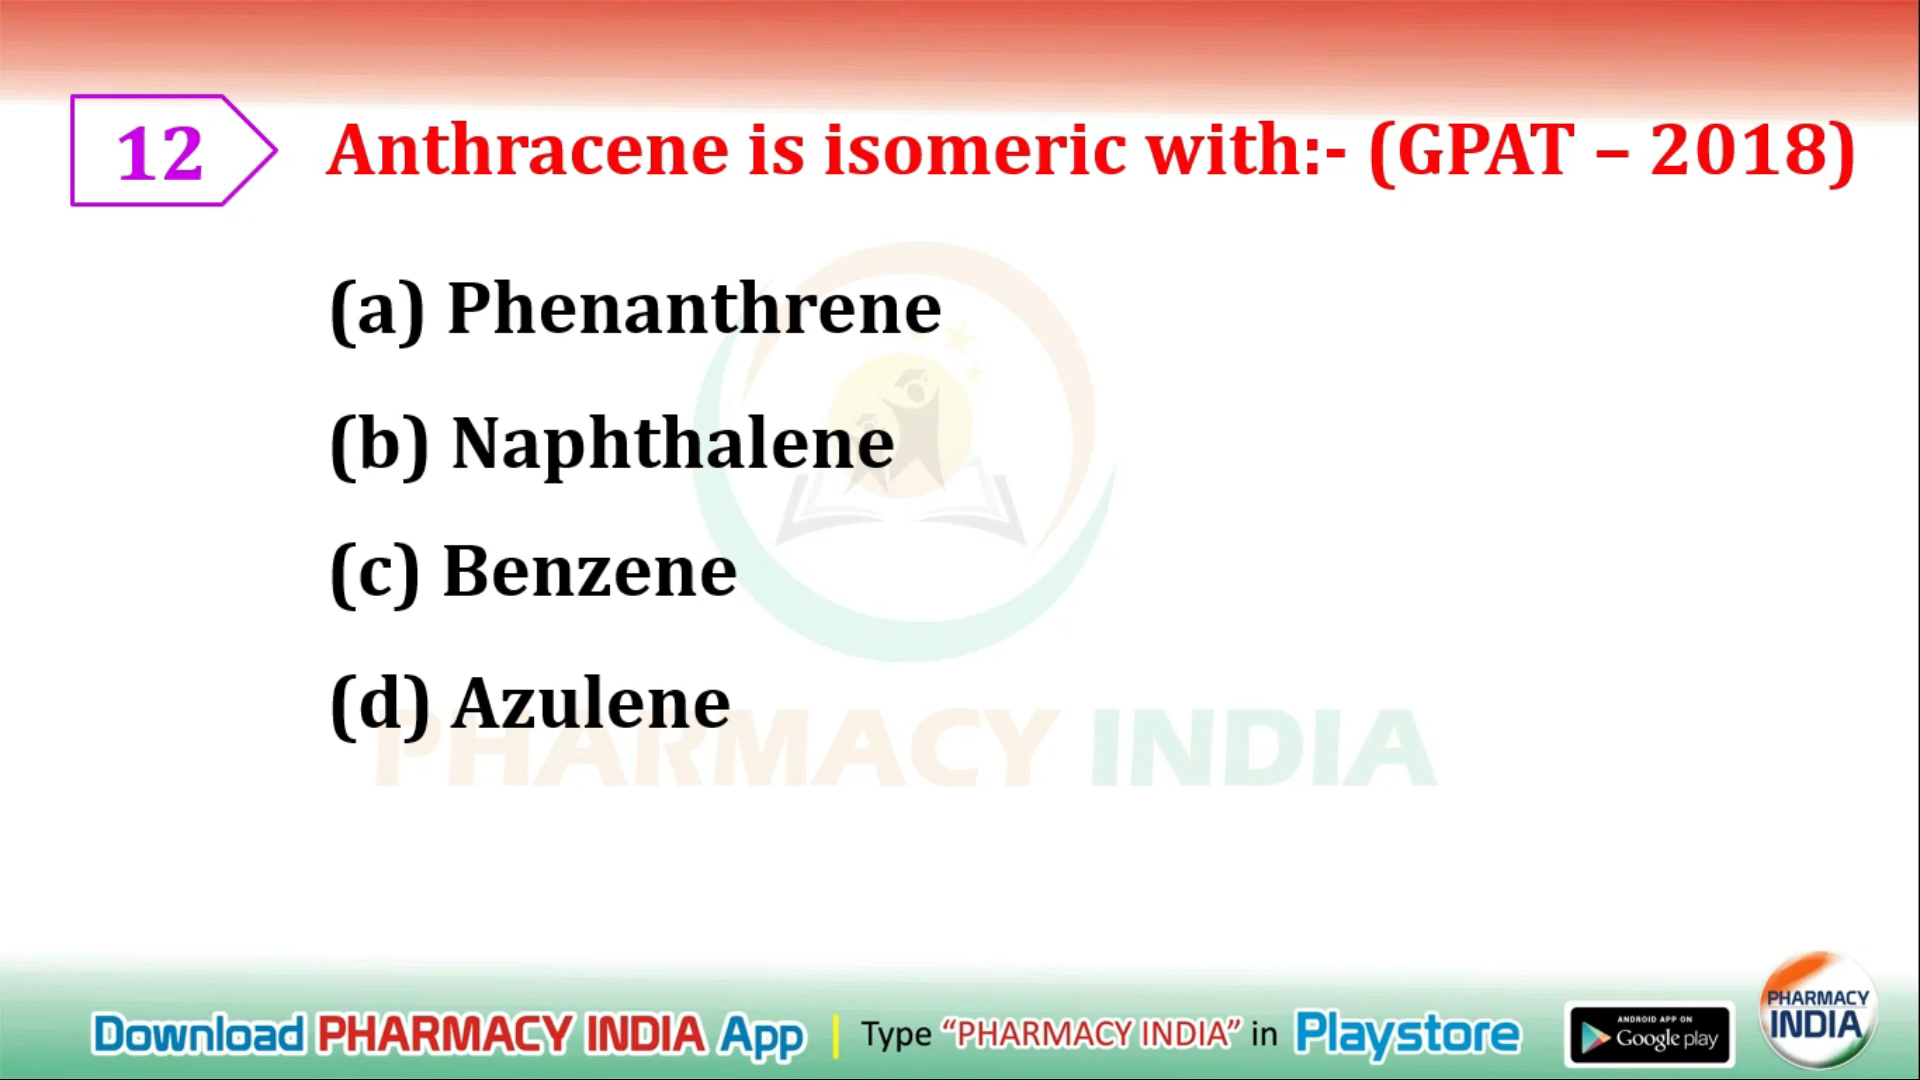 12
Anthracene is isomeric with:- (GPAT – 2018)
(a) Phenanthrene
(b) Naphthalene
(c) Benzene
(d) Azulene
PHARMACY INDIA
Download PHARMACY INDIA App | Type “PHARMACY INDIA” in Playstore
ANDROID APP ON
Google play
PHARMACY
INDIA